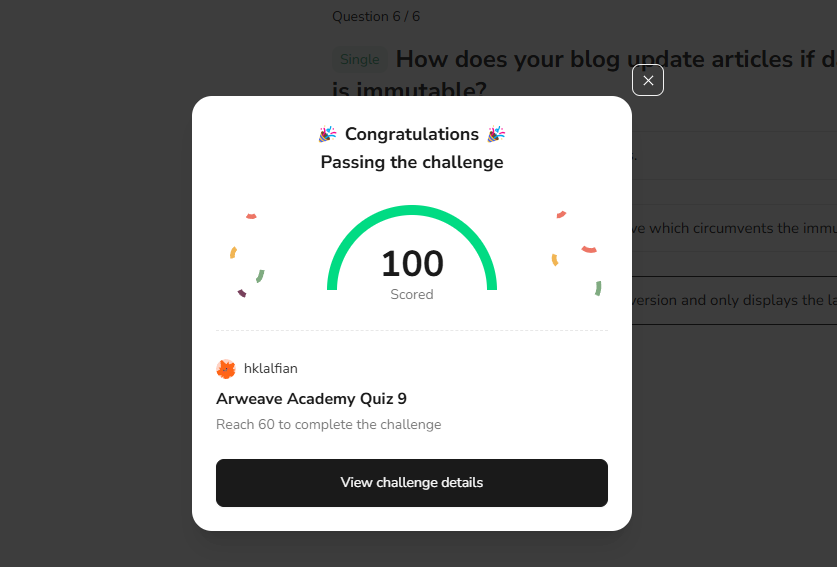 Question 6 / 6
Single How does your blog update articles if d
is immutable?
🎉 Congratulations 🎉
Passing the challenge
ve which circumvents the immu
100
Scored
version and only displays the la
hklalfian
Arweave Academy Quiz 9
Reach 60 to complete the challenge
View challenge details